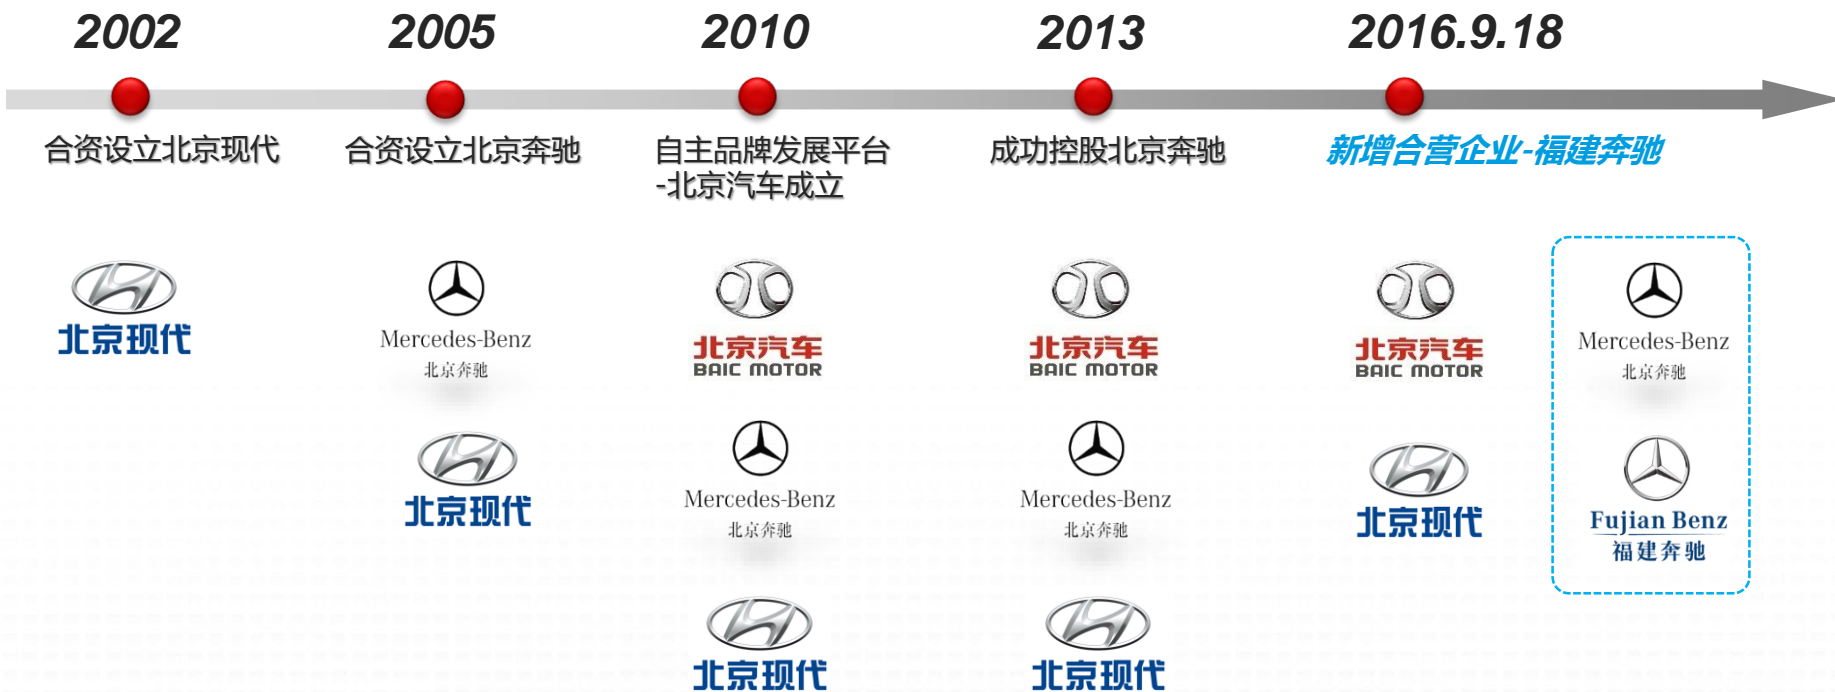 2002
2005
2010
2013
2016.9.18
合资设立北京现代
合资设立北京奔驰
自主品牌发展平台
-北京汽车成立
成功控股北京奔驰
新增合营企业-福建奔驰
北京现代
Mercedes-Benz
北京奔驰
北京现代
北京汽车
BAIC MOTOR
Mercedes-Benz
北京奔驰
北京现代
北京汽车
BAIC MOTOR
Mercedes-Benz
北京奔驰
北京现代
北京汽车
BAIC MOTOR
北京现代
Mercedes-Benz
北京奔驰
Fujian Benz
福建奔驰